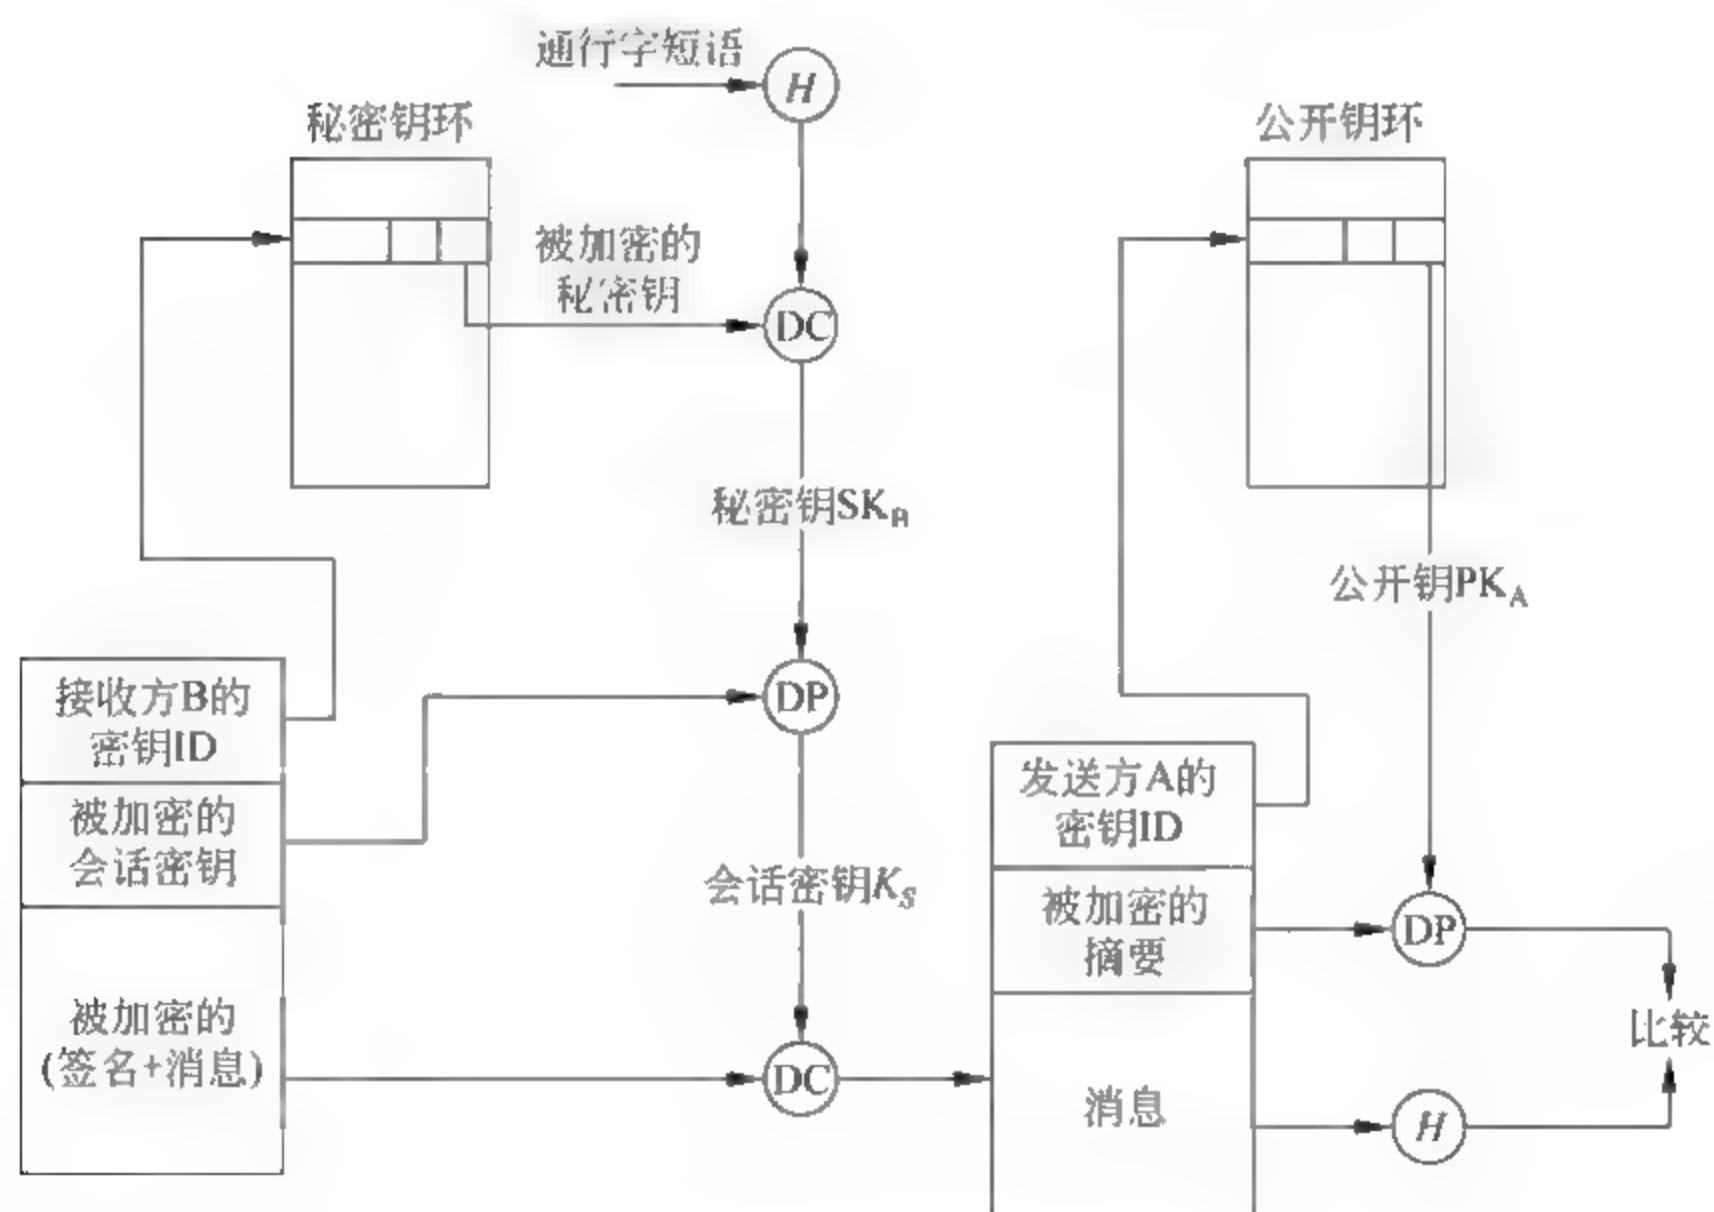 通行字短语
H
秘密钥环
公开钥环
被加密的
秘密钥
DC
秘密钥SK_B
公开钥PK_A
接收方B的
密钥ID
DP
被加密的
会话密钥
会话密钥K_S
发送方A的
密钥ID
被加密的
摘要
DP
比较
被加密的
(签名+消息)
DC
消息
H